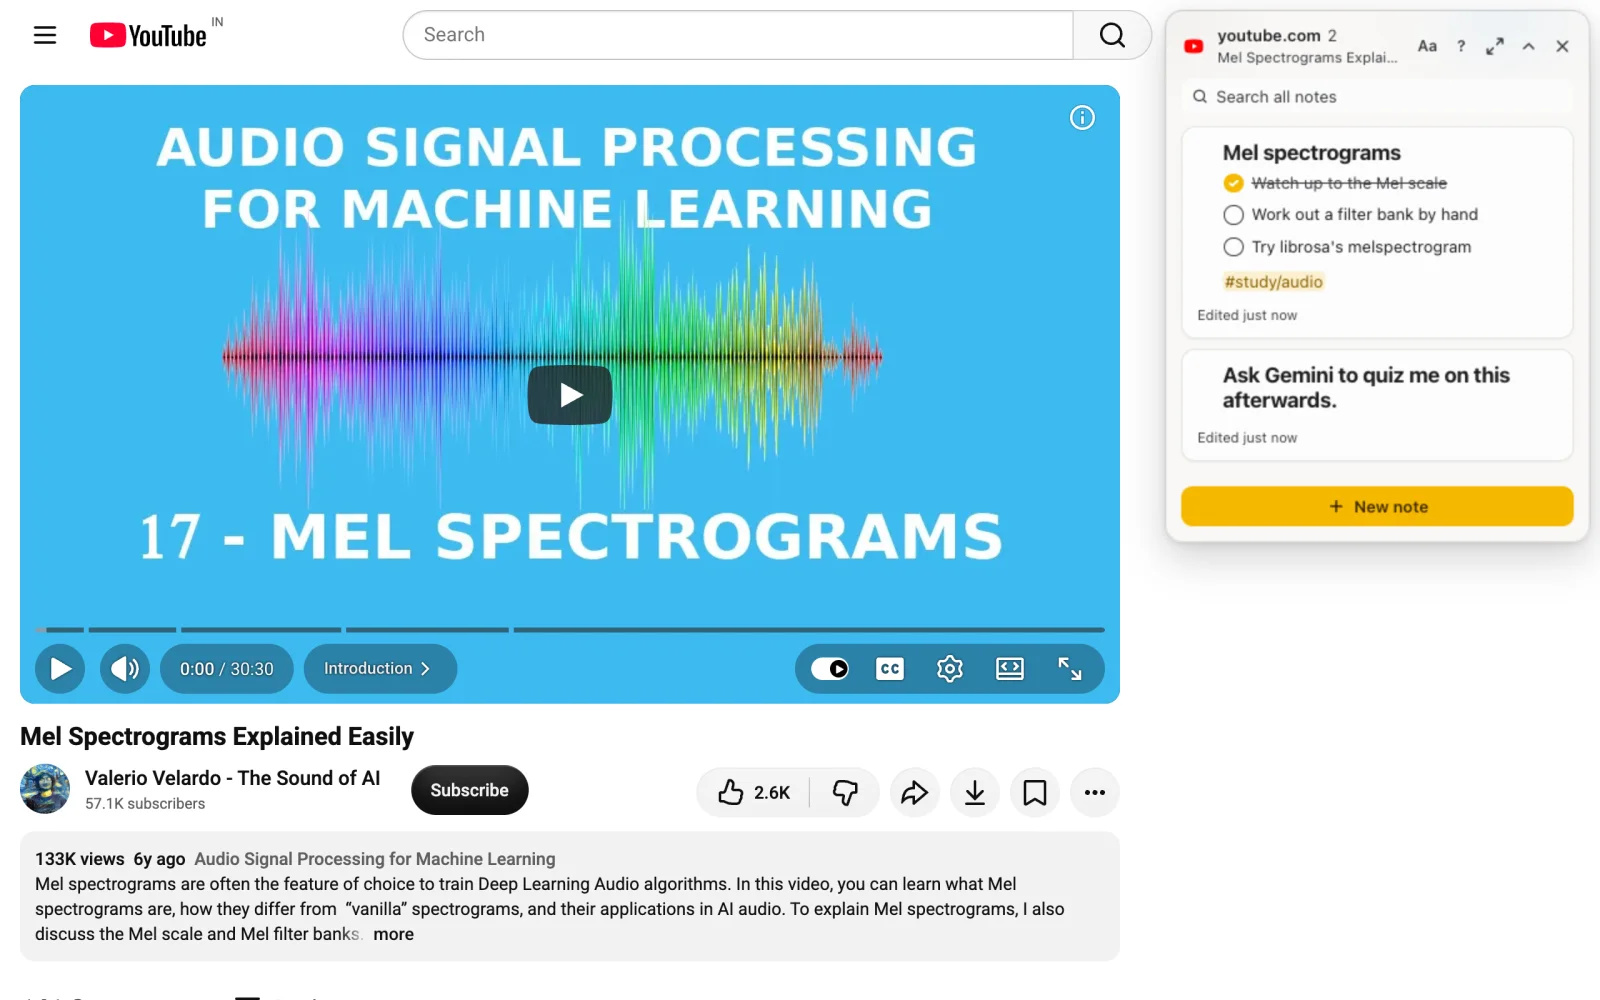 YouTube IN
Search
AUDIO SIGNAL PROCESSING
FOR MACHINE LEARNING
17 - MEL SPECTROGRAMS
0:00 / 30:30
Introduction
CC
Mel Spectrograms Explained Easily
Valerio Velardo - The Sound of AI
57.1K subscribers
Subscribe
2.6K
133K views 6y ago Audio Signal Processing for Machine Learning
Mel spectrograms are often the feature of choice to train Deep Learning Audio algorithms. In this video, you can learn what Mel
spectrograms are, how they differ from “vanilla” spectrograms, and their applications in AI audio. To explain Mel spectrograms, I also
discuss the Mel scale and Mel filter banks. more
youtube.com 2
Mel Spectrograms Explai...
Aa ?
Search all notes
Mel spectrograms
Watch up to the Mel scale
Work out a filter bank by hand
Try librosa's melspectrogram
#study/audio
Edited just now
Ask Gemini to quiz me on this
afterwards.
Edited just now
+ New note